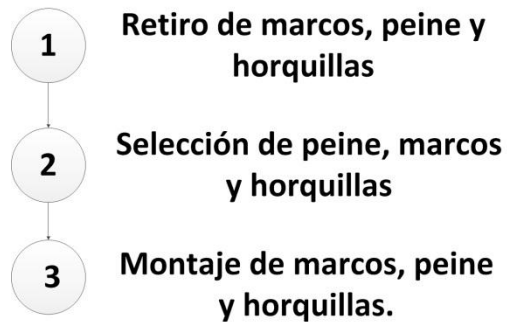 1
Retiro de marcos, peine y
horquillas
2
Selección de peine, marcos
y horquillas
3
Montaje de marcos, peine
y horquillas.